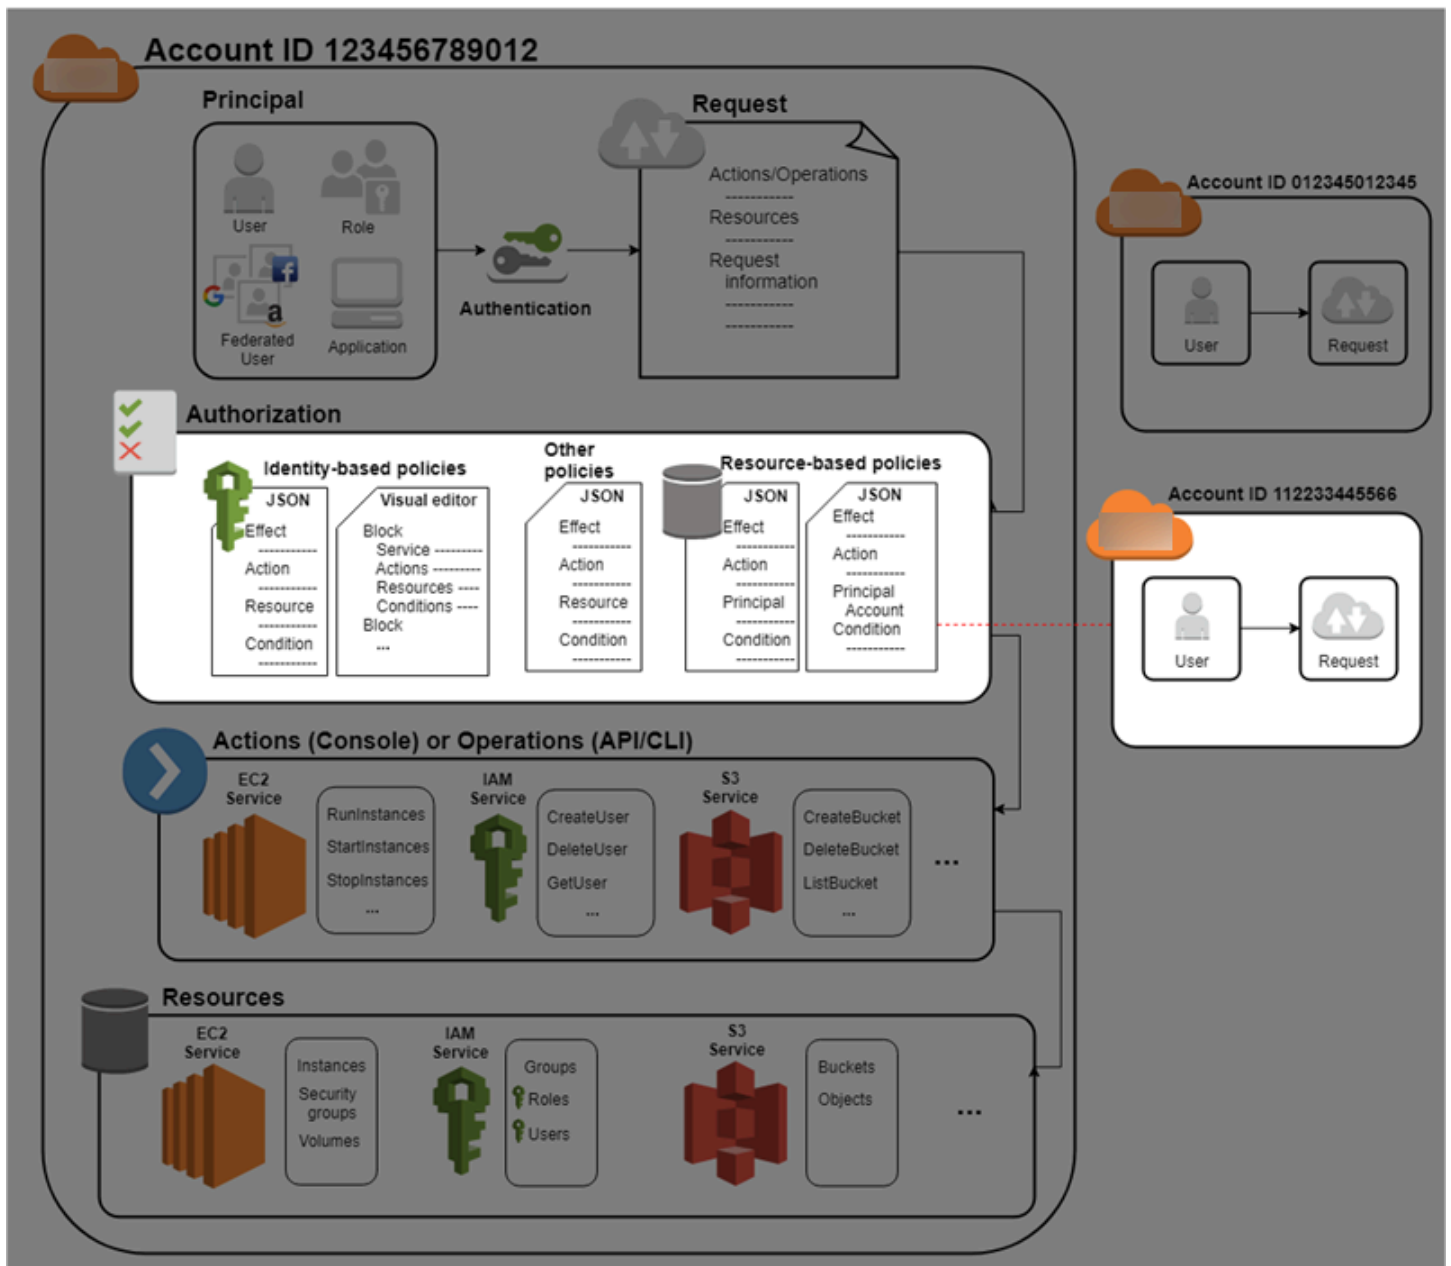 Account ID 123456789012
Principal
User
Role
Federated
User
Application
Authentication
Request
Actions/Operations
-----------
Resources
-----------
Request
information
-----------
-----------
Account ID 012345012345
User
Request
Authorization
Identity-based policies
JSON
Effect
-----------
Action
-----------
Resource
-----------
Condition
-----------
Visual editor
Block
Service ---------
Actions ---------
Resources ----
Conditions ----
Block
...
Other
policies
JSON
Effect
-----------
Action
-----------
Resource
-----------
Condition
-----------
Resource-based policies
JSON
Effect
-----------
Action
-----------
Principal
-----------
Condition
-----------
JSON
Effect
-----------
Action
-----------
Principal
Account
Condition
-----------
Account ID 112233445566
User
Request
Actions (Console) or Operations (API/CLI)
EC2
Service
RunInstances
StartInstances
StopInstances
...
IAM
Service
CreateUser
DeleteUser
GetUser
...
S3
Service
CreateBucket
DeleteBucket
ListBucket
...
...
Resources
EC2
Service
Instances
Security
groups
Volumes
IAM
Service
Groups
Roles
Users
S3
Service
Buckets
Objects
...